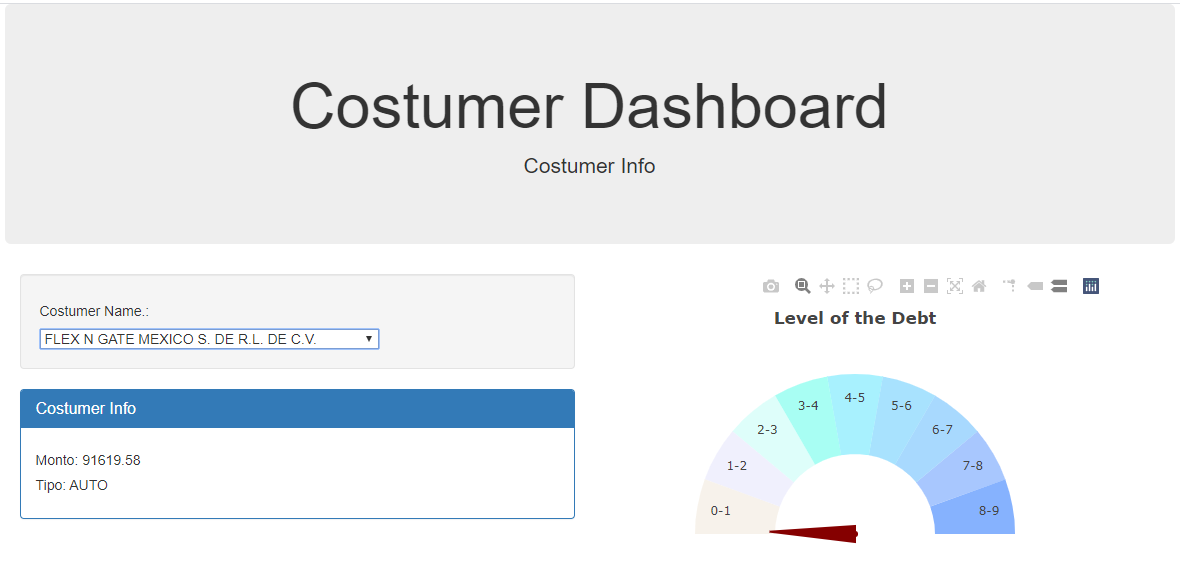 Costumer Dashboard
Costumer Info
Costumer Name.:
FLEX N GATE MEXICO S. DE R.L. DE C.V.
Costumer Info
Monto: 91619.58
Tipo: AUTO
Level of the Debt
0-1
1-2
2-3
3-4
4-5
5-6
6-7
7-8
8-9